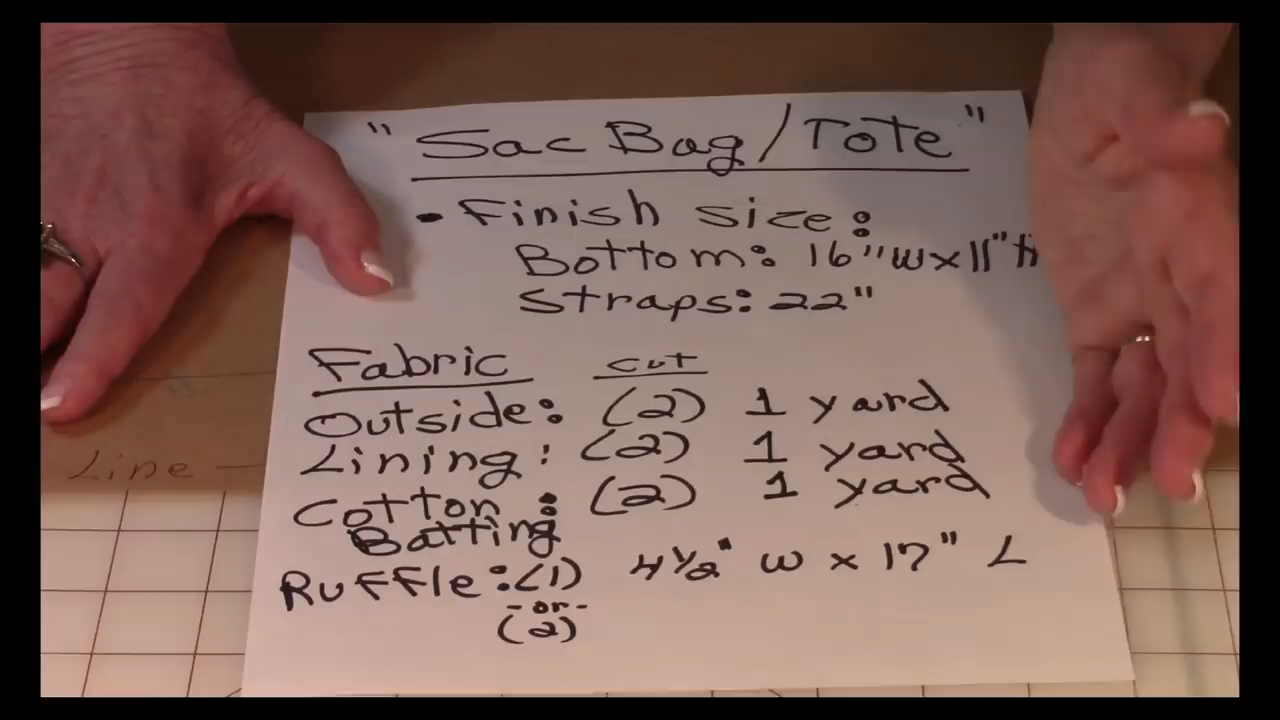 "Sac Bag/Tote"
- Finish size:
Bottom: 16"w x 11"
Straps: 22"
Fabric cut
Outside: (2) 1 yard
Lining: (2) 1 yard
Cotton Batting: (2) 1 yard
Ruffle: (1) 4½" w x 17" L
-or-
(2)
Line —